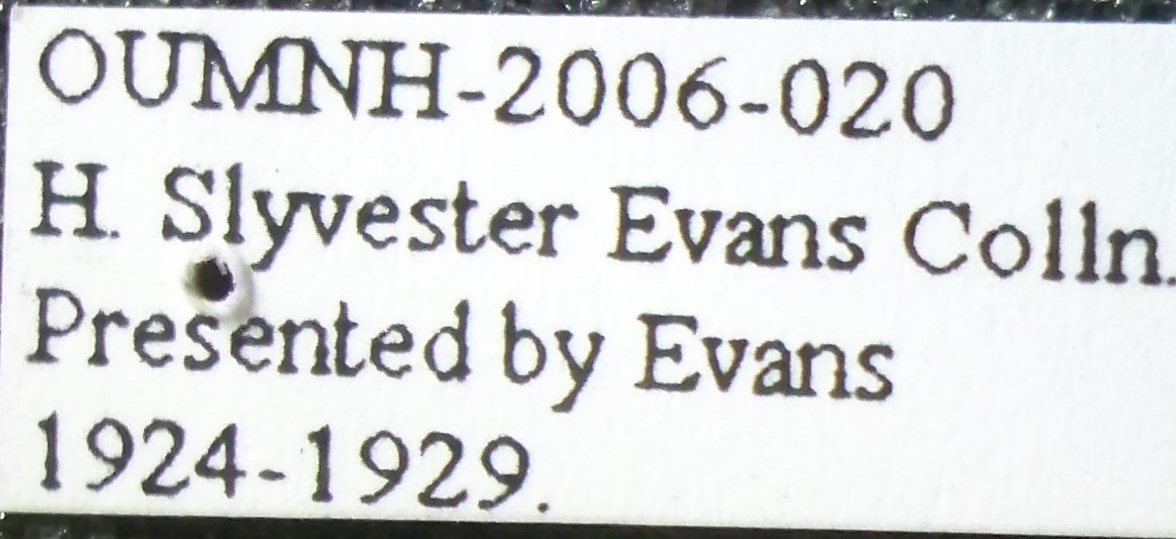 OUMNH-2006-020
H. Slyvester Evans Colln.
Presented by Evans
1924-1929.